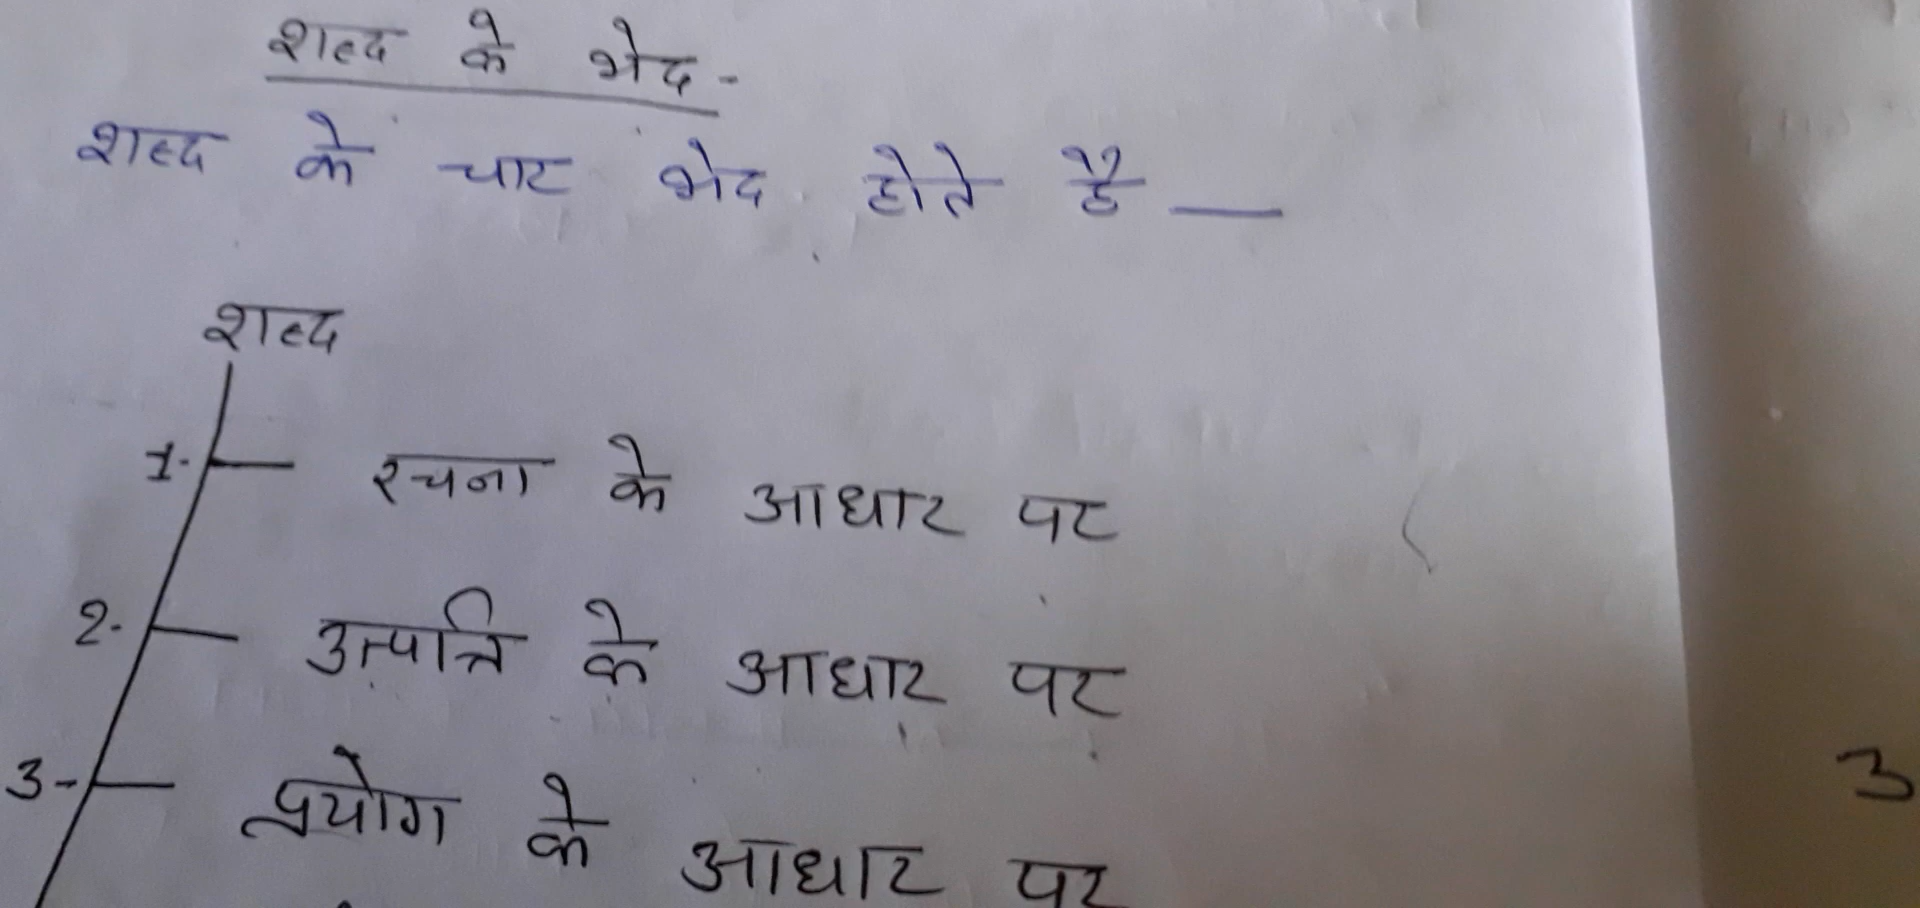 शब्द के भेद -
शब्द के चार भेद होते है —
शब्द
1. रचना के आधार पर
2. उत्पत्ति के आधार पर
3- प्रयोग के आधार पर
3